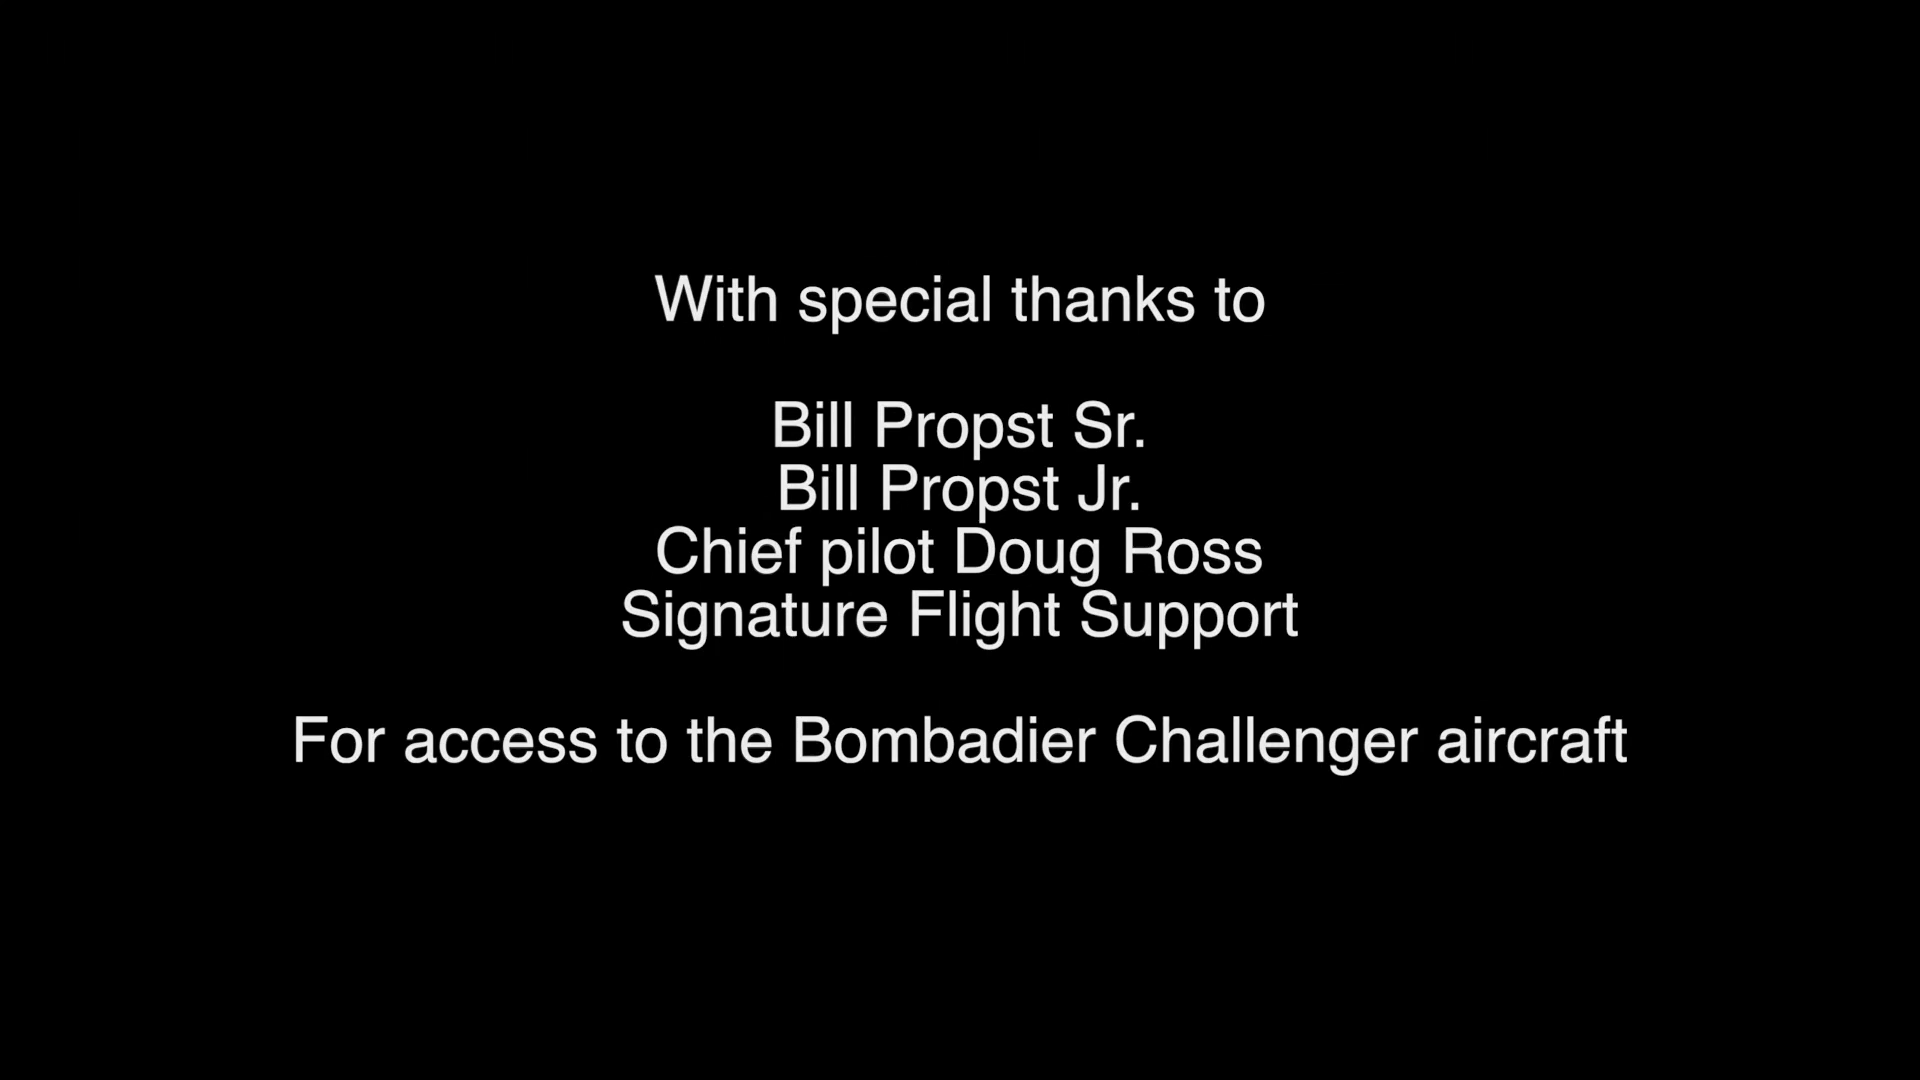 With special thanks to
Bill Propst Sr.
Bill Propst Jr.
Chief pilot Doug Ross
Signature Flight Support
For access to the Bombadier Challenger aircraft